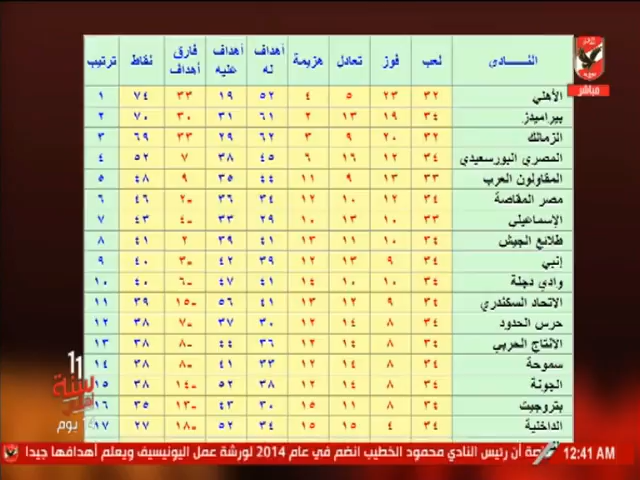 النـــــادى لعب فوز تعادل هزيمة أهداف له أهداف عليه فارق أهداف نقاط ترتيب
مباشر
الأهلي ٣٢ ٢٣ ٥ ٤ ٥٢ ١٩ ٣٣ ٧٤ ١
بيراميدز ٣٤ ١٩ ١٣ ٢ ٦١ ٣١ ٣٠ ٧٠ ٢
الزمالك ٣٢ ٢٠ ٩ ٣ ٦٢ ٢٩ ٣٣ ٦٩ ٣
المصري البورسعيدي ٣٤ ١٢ ١٦ ٦ ٤٥ ٣٨ ٧ ٥٢ ٤
المقاولون العرب ٣٣ ١٣ ٩ ١١ ٤٤ ٣٥ ٩ ٤٨ ٥
مصر المقاصة ٣٤ ١٢ ١٠ ١٢ ٣٤ ٣٦ -٢ ٤٦ ٦
الإسماعيلي ٣٣ ١٠ ١٣ ١٠ ٢٩ ٣٣ -٤ ٤٣ ٧
طلائع الجيش ٣٤ ١٠ ١١ ١٣ ٤١ ٣٩ ٢ ٤١ ٨
إنبي ٣٤ ٩ ١٣ ١٢ ٣٩ ٤٢ -٣ ٤٠ ٩
وادي دجلة ٣٤ ١٠ ١٠ ١٤ ٤١ ٤٧ -٦ ٤٠ ١٠
الاتحاد السكندري ٣٤ ٩ ١٢ ١٣ ٤١ ٥٦ -١٥ ٣٩ ١١
حرس الحدود ٣٤ ٨ ١٤ ١٢ ٣٠ ٣٧ -٧ ٣٨ ١٢
الانتاج الحربي ٣٤ ٨ ١٤ ١٢ ٣٦ ٤٤ -٨ ٣٨ ١٣
سموحة ٣٤ ٨ ١٤ ١٢ ٣٣ ٤١ -٨ ٣٨ ١٤
الجونة ٣٤ ٨ ١٤ ١٢ ٣٨ ٥٢ -١٤ ٣٨ ١٥
بتروجيت ٣٤ ٨ ١١ ١٥ ٣٠ ٤٣ -١٣ ٣٥ ١٦
الداخلية ٣٤ ٤ ١٥ ١٥ ٣٤ ٥٢ -١٨ ٢٧ ١٧
11
سنة
يوم
12:41 AM
أن رئيس النادي محمود الخطيب انضم في عام 2014 لورشة عمل اليونيسيف ويعلم أهدافها جيدا